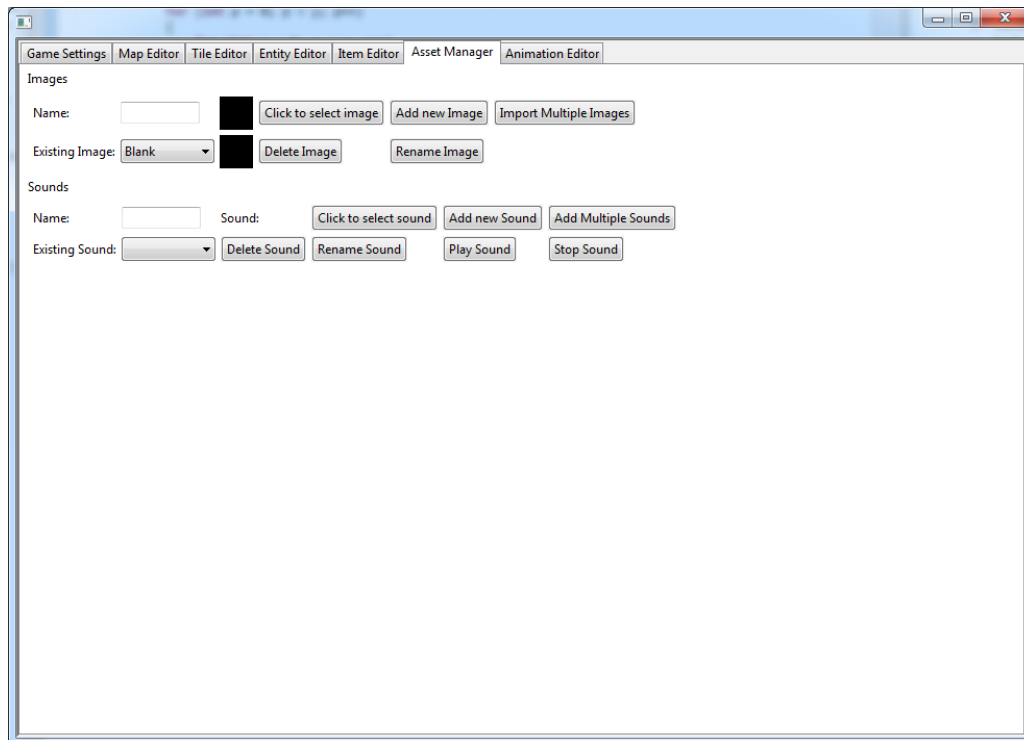 Game Settings Map Editor Tile Editor Entity Editor Item Editor Asset Manager Animation Editor
Images
Name: Click to select image Add new Image Import Multiple Images
Existing Image: Blank Delete Image Rename Image
Sounds
Name: Sound: Click to select sound Add new Sound Add Multiple Sounds
Existing Sound: Delete Sound Rename Sound Play Sound Stop Sound